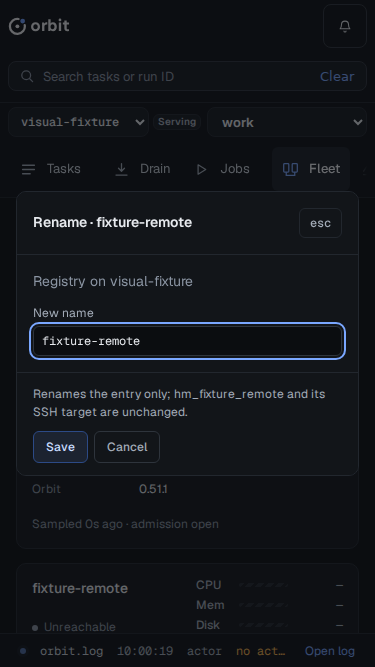 orbit
Search tasks or run ID
Clear
visual-fixture
Serving
work
Tasks
Drain
Jobs
Fleet
Rename · fixture-remote
esc
Registry on visual-fixture
New name
fixture-remote
Renames the entry only; hm_fixture_remote and its
SSH target are unchanged.
Save
Cancel
Orbit 0.51.1
Sampled 0s ago · admission open
fixture-remote
CPU –
Mem –
Disk –
Unreachable
orbit.log 10:00:19 actor no act… Open log